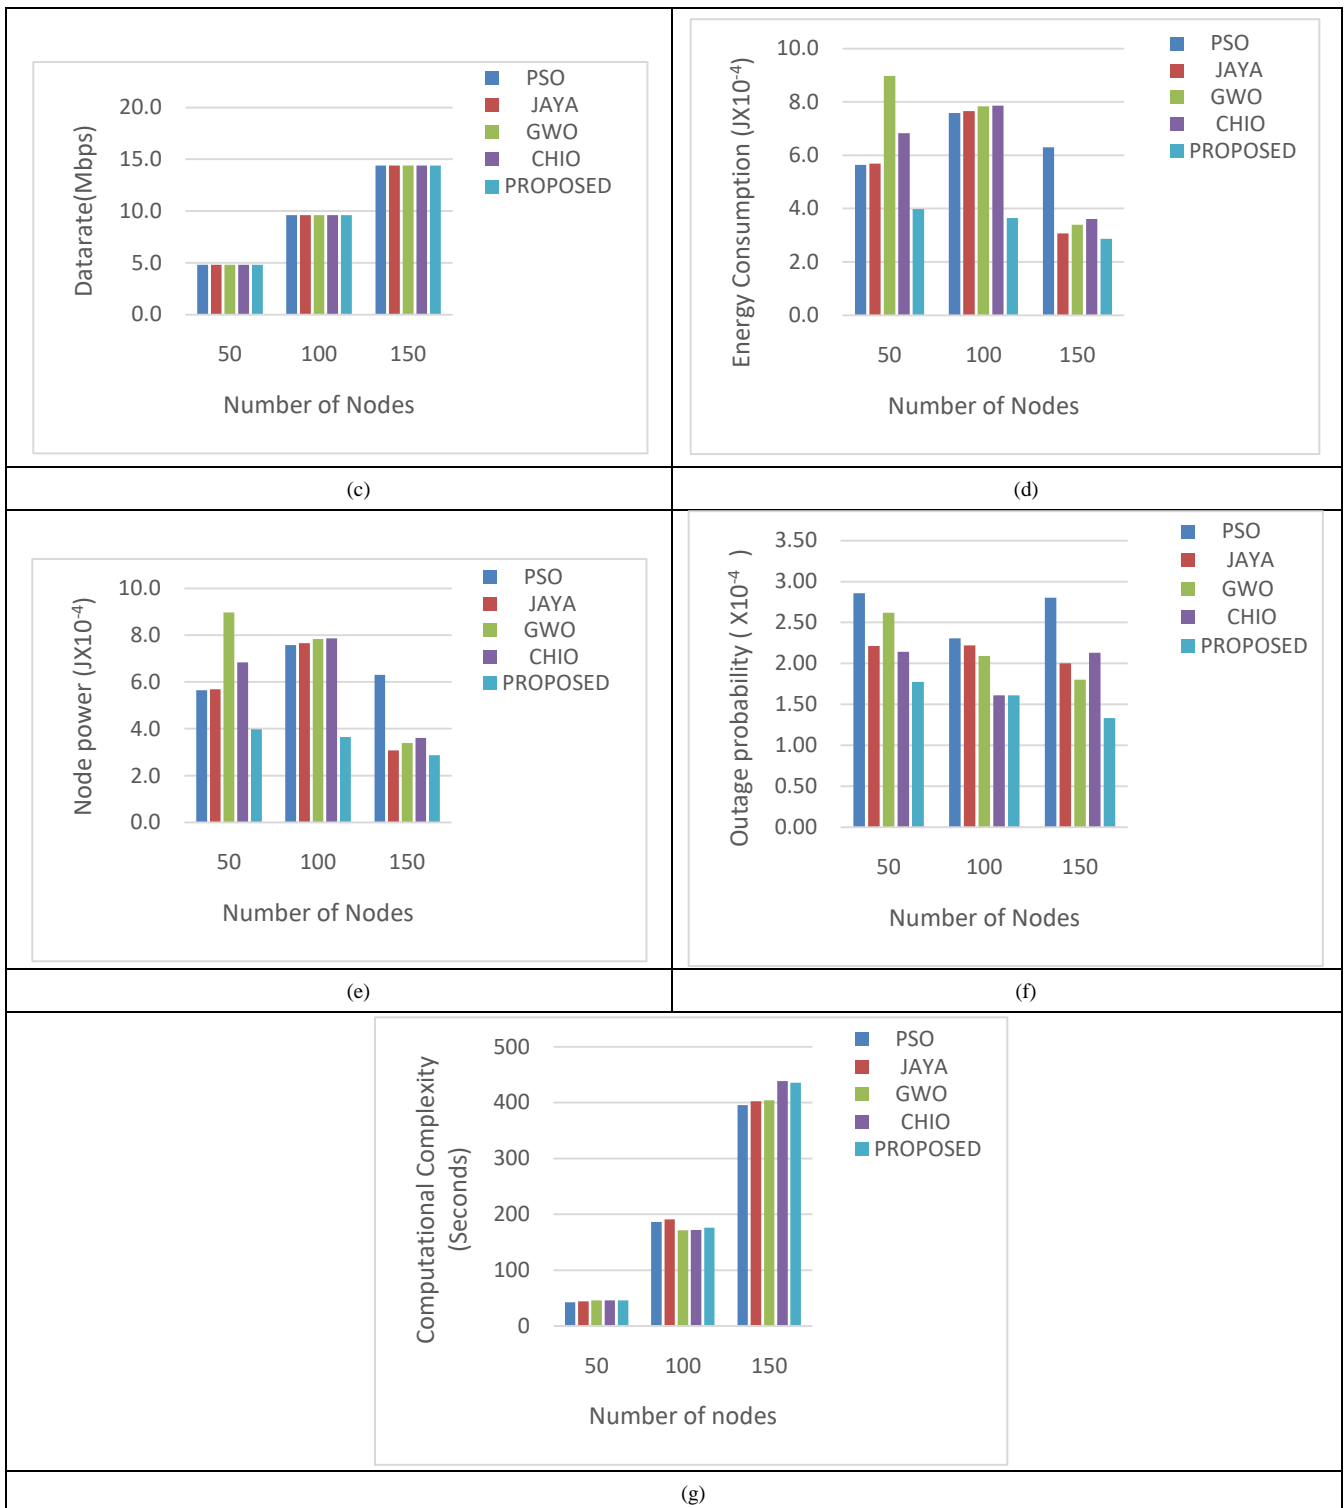 20.0
15.0
10.0
5.0
0.0
Datarate(Mbps)
50 100 150
Number of Nodes
PSO
JAYA
GWO
CHIO
PROPOSED
(c)
10.0
8.0
6.0
4.0
2.0
0.0
Energy Consumption (JX10-4)
50 100 150
Number of Nodes
PSO
JAYA
GWO
CHIO
PROPOSED
(d)
10.0
8.0
6.0
4.0
2.0
0.0
Node power (JX10-4)
50 100 150
Number of Nodes
PSO
JAYA
GWO
CHIO
PROPOSED
(e)
3.50
3.00
2.50
2.00
1.50
1.00
0.50
0.00
Outage probability ( X10-4 )
50 100 150
Number of Nodes
PSO
JAYA
GWO
CHIO
PROPOSED
(f)
500
400
300
200
100
0
Computational Complexity
(Seconds)
50 100 150
Number of nodes
PSO
JAYA
GWO
CHIO
PROPOSED
(g)